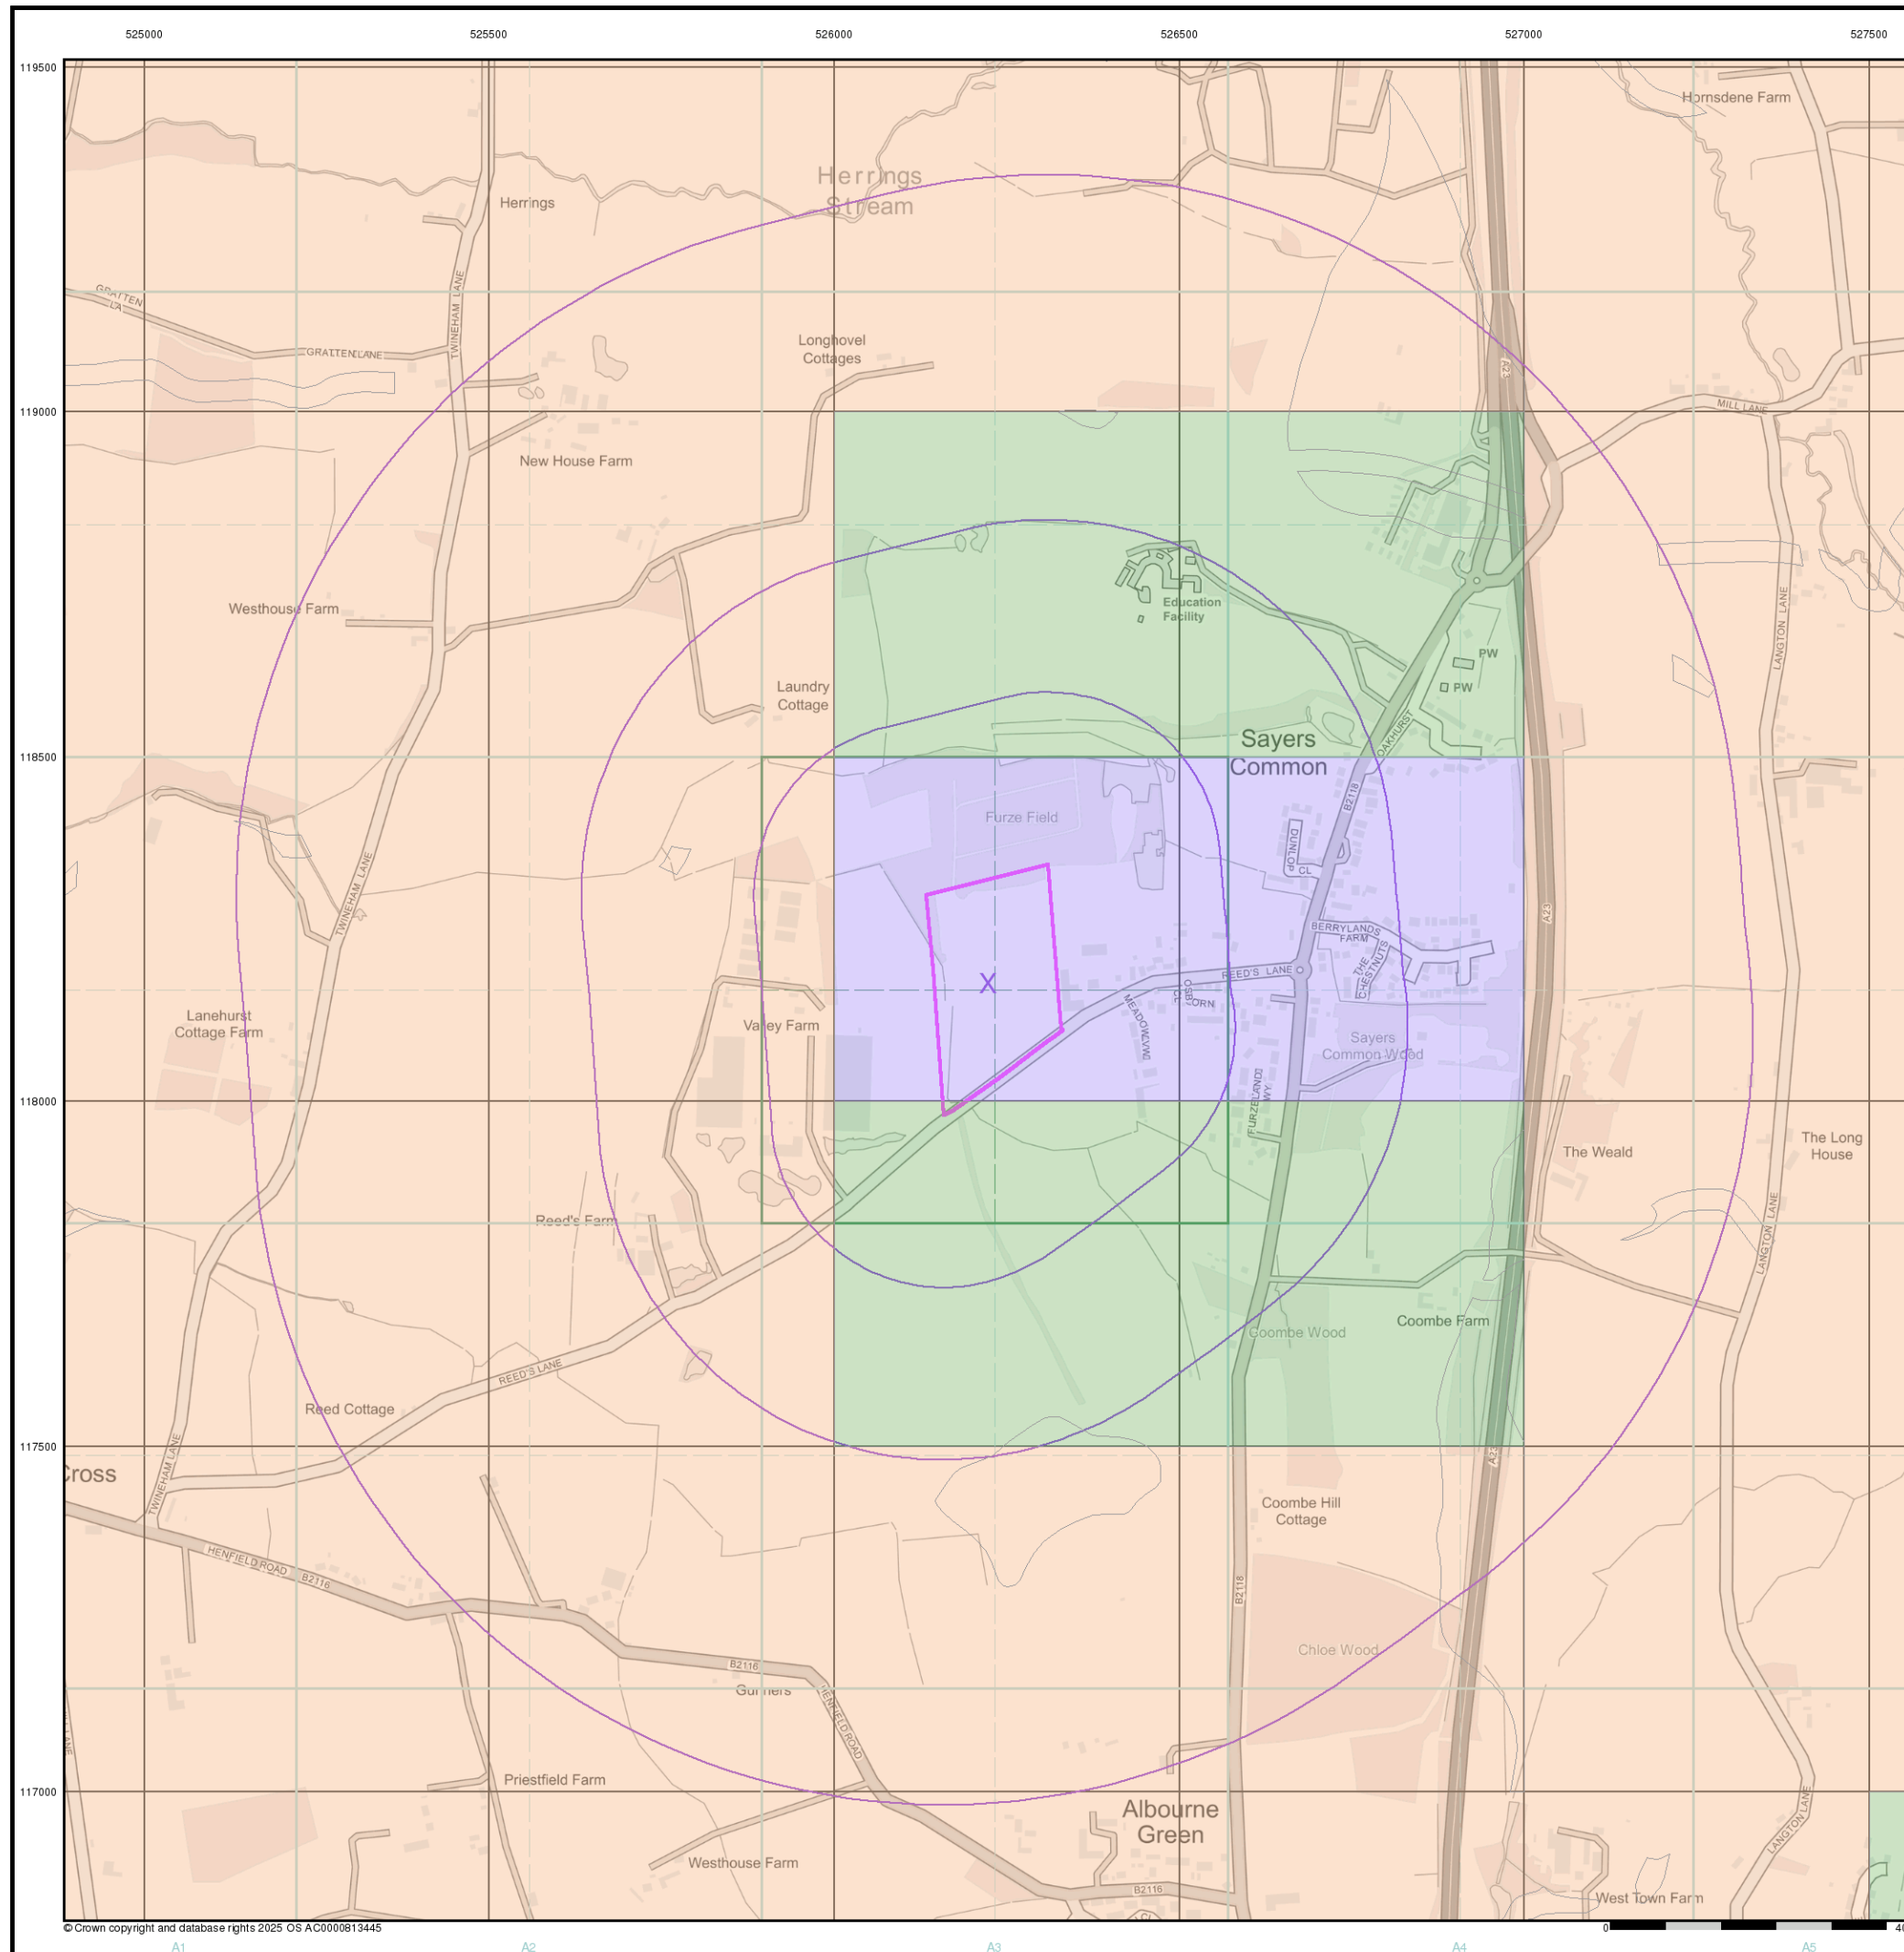 525000 525500 526000 526500 527000 527500
119500
Hornsdene Farm
Herrings
Stream
Herrings
TWINEHAM LANE
GRATTEN
LA
GRATTEN LANE
Longhovel
Cottages
A23
119000
MILL LANE
New House Farm
Westhouse Farm
Education
Facility
LANGTON LANE
PW
PW
Laundry
Cottage
OAKHURST
118500
Sayers
Common
B2118
Furze Field
DUNLOP
CL
TWINEHAM LANE
A23
BERRYLANDS
FARM
THE
CHESTNUTS
REED'S LANE
X
Lanehurst
Cottage Farm
Valley Farm
Sayers
Common Wood
118000
FURZELAND
WY
The Weald
The Long
House
Reed's Farm
LANGTON LANE
Coombe Wood
Coombe Farm
REED'S LANE
Reed Cottage
117500
Cross
TWINEHAM LANE
A23
Coombe Hill
Cottage
HENFIELD ROAD B2116
B2118
Chloe Wood
B2116
Gunners
HENFIELD ROAD
117000
Priestfield Farm
Albourne
Green
LANGTON LANE
Westhouse Farm
B2116
West Town Farm
CL
© Crown copyright and database rights 2025 OS AC0000813445
0
A1 A2 A3 A4 A5